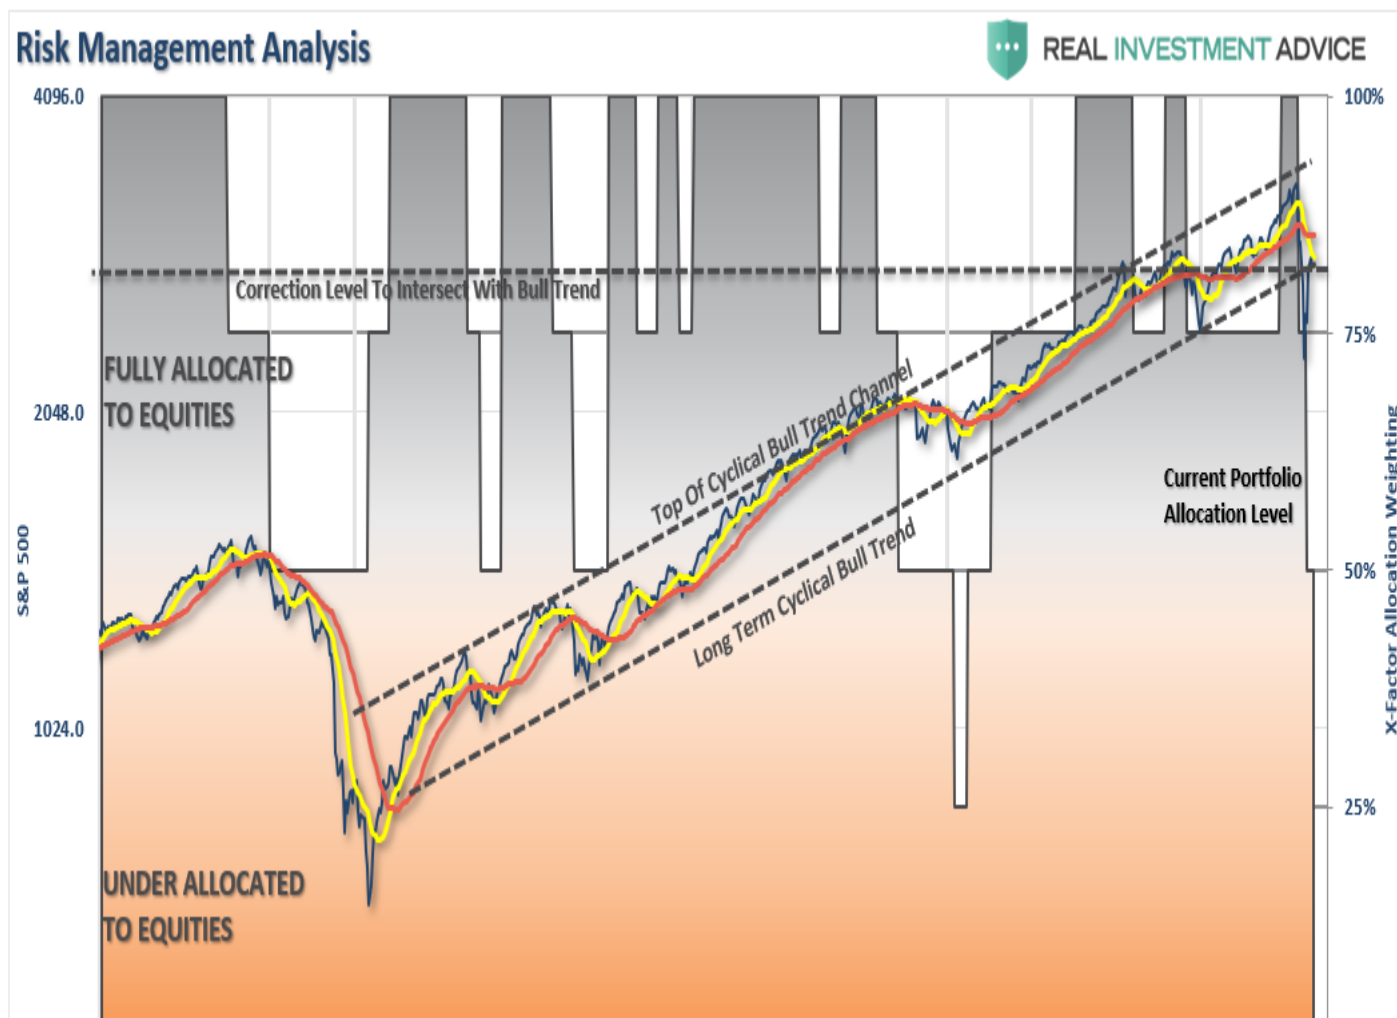 Risk Management Analysis
REAL INVESTMENT ADVICE
4096.0
100%
Correction Level To Intersect With Bull Trend
75%
FULLY ALLOCATED
TO EQUITIES
2048.0
Top Of Cyclical Bull Trend Channel
Current Portfolio
Allocation Level
Long Term Cyclical Bull Trend
S&P 500
50%
X-Factor Allocation Weighting
1024.0
25%
UNDER ALLOCATED
TO EQUITIES